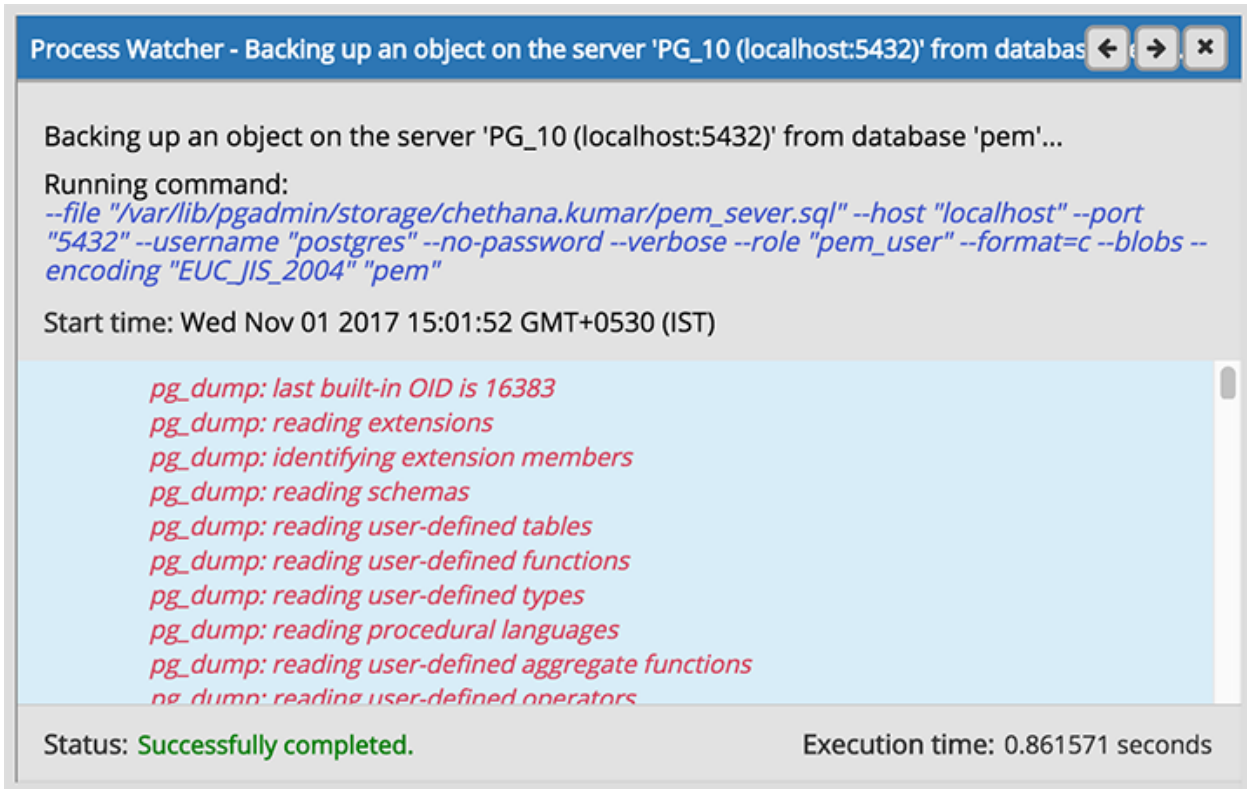 Process Watcher - Backing up an object on the server 'PG_10 (localhost:5432)' from databas
Backing up an object on the server 'PG_10 (localhost:5432)' from database 'pem'...
Running command:
--file "/var/lib/pgadmin/storage/chethana.kumar/pem_sever.sql" --host "localhost" --port
"5432" --username "postgres" --no-password --verbose --role "pem_user" --format=c --blobs --
encoding "EUC_JIS_2004" "pem"
Start time: Wed Nov 01 2017 15:01:52 GMT+0530 (IST)
pg_dump: last built-in OID is 16383
pg_dump: reading extensions
pg_dump: identifying extension members
pg_dump: reading schemas
pg_dump: reading user-defined tables
pg_dump: reading user-defined functions
pg_dump: reading user-defined types
pg_dump: reading procedural languages
pg_dump: reading user-defined aggregate functions
pg_dump: reading user-defined operators
Status: Successfully completed.
Execution time: 0.861571 seconds